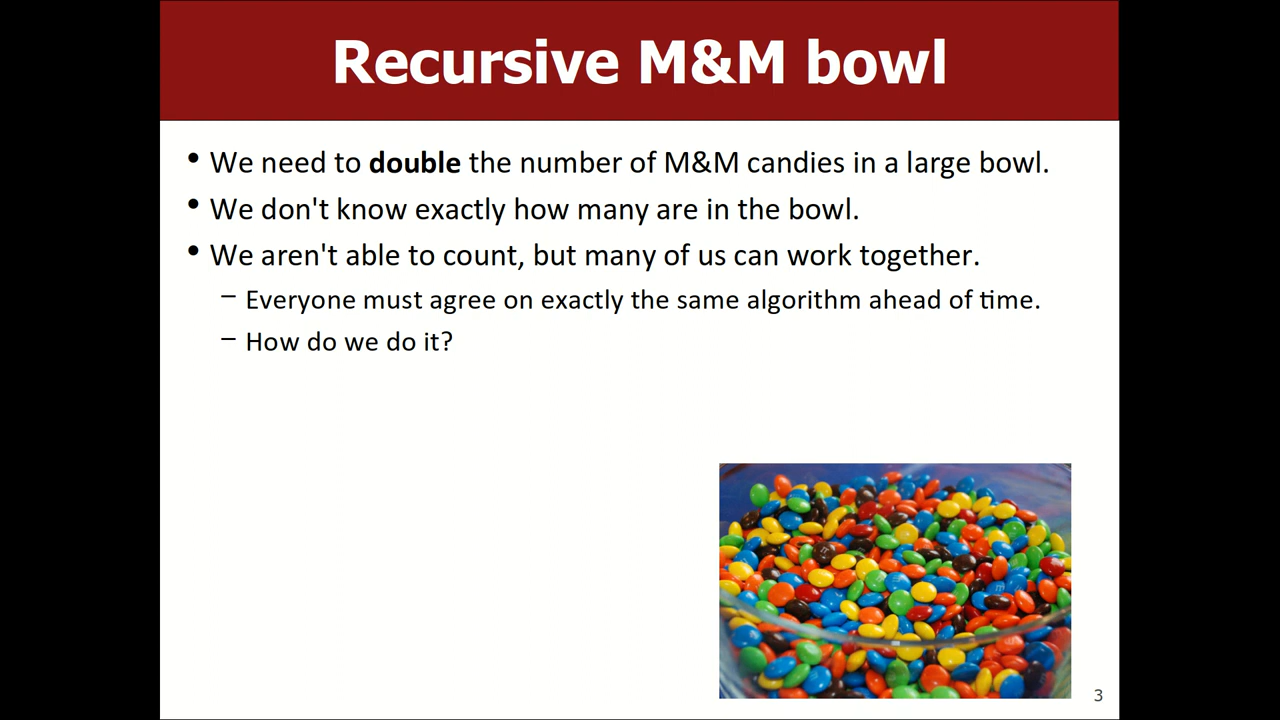 Recursive M&M bowl
• We need to double the number of M&M candies in a large bowl.
• We don't know exactly how many are in the bowl.
• We aren't able to count, but many of us can work together.
– Everyone must agree on exactly the same algorithm ahead of time.
– How do we do it?
3